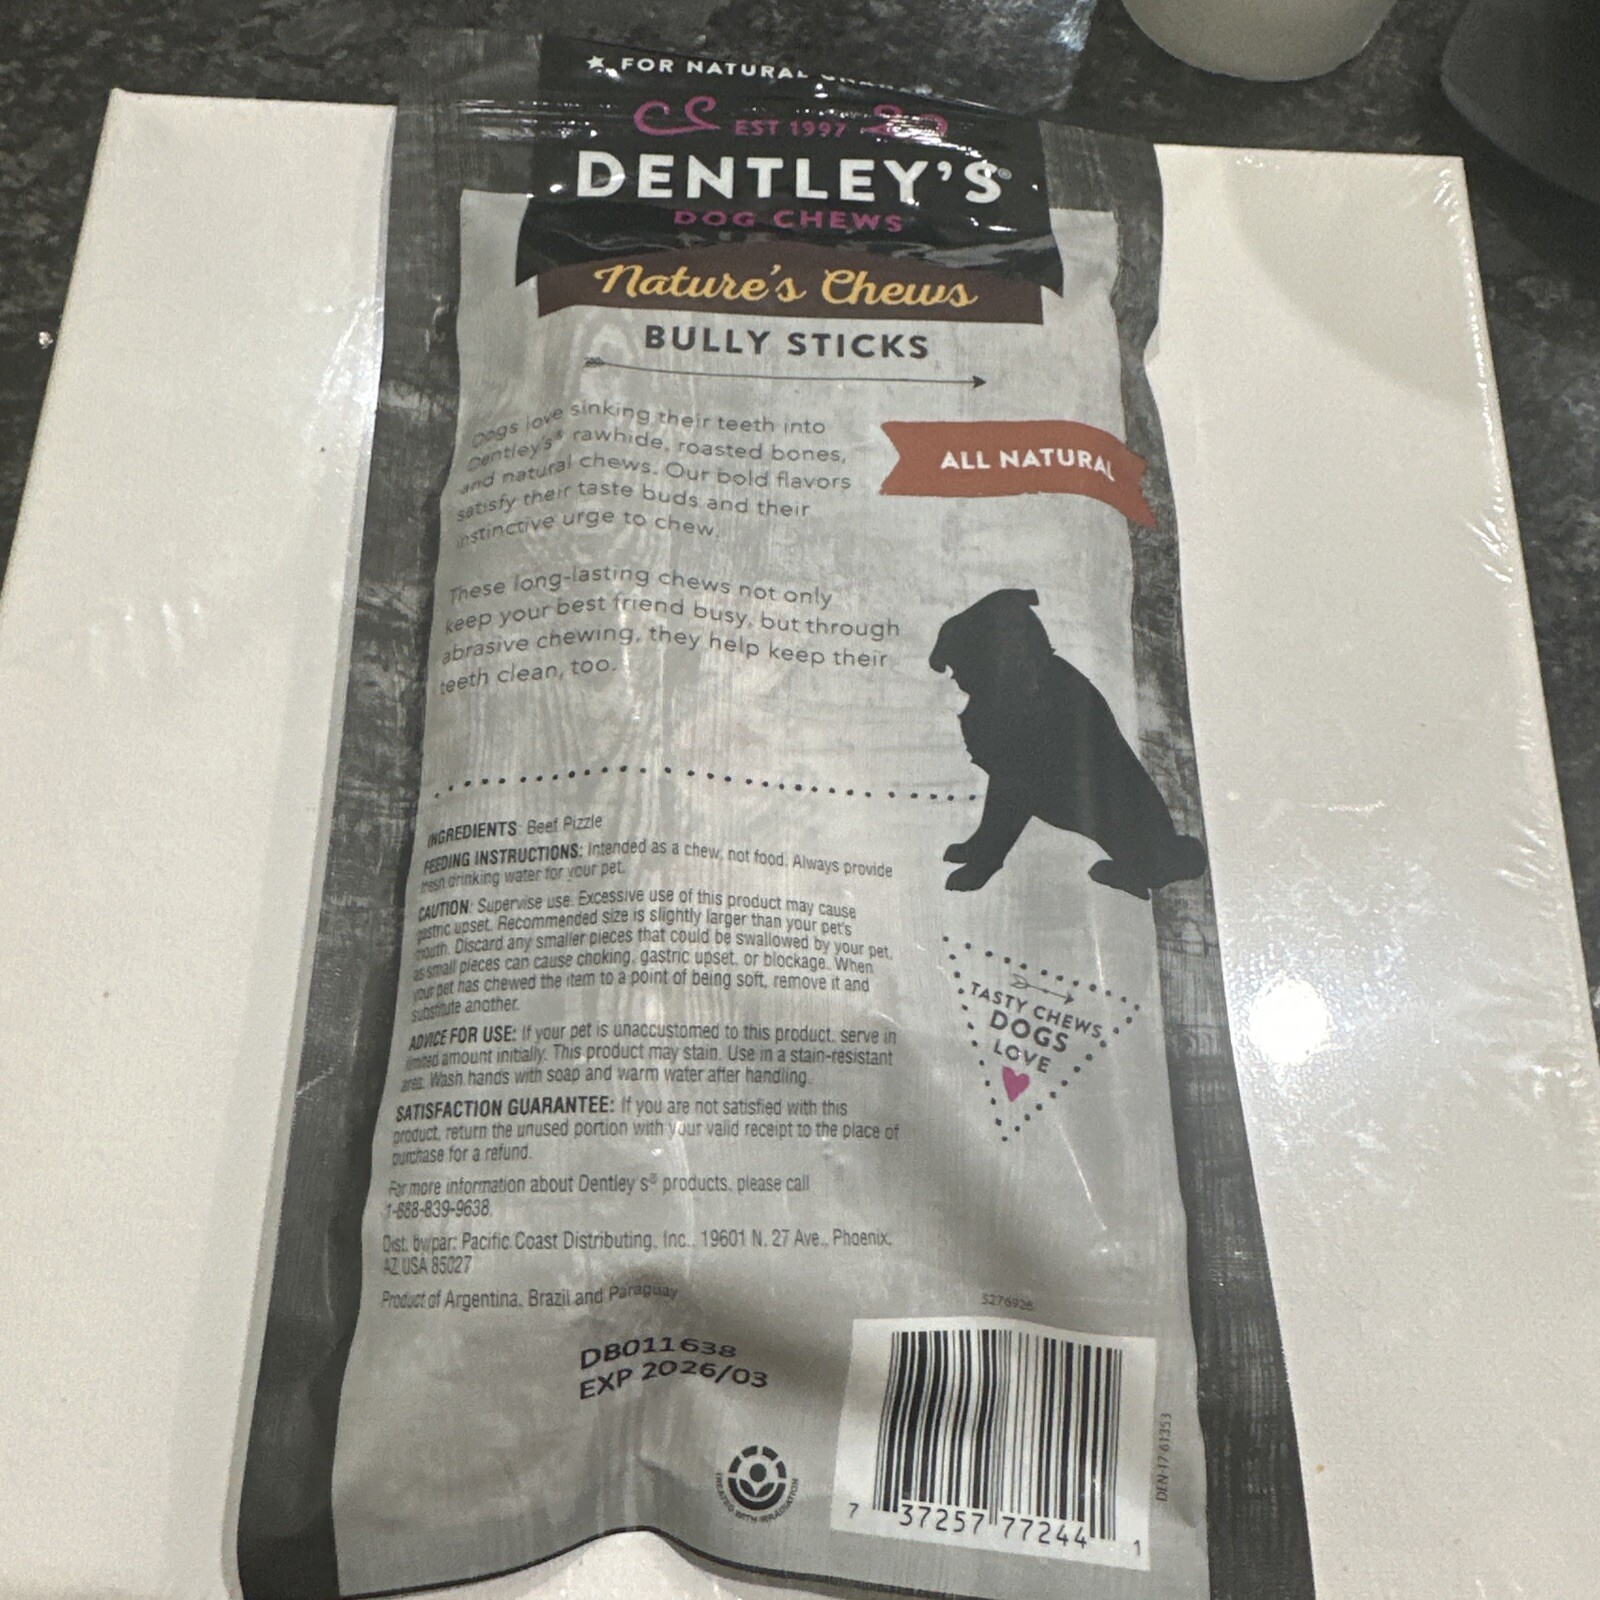 ★ FOR NATURAL
EST 1997
DENTLEY'S®
DOG CHEWS
Nature's Chews
BULLY STICKS
Dogs love sinking their teeth into
Dentley's® rawhide, roasted bones,
and natural chews. Our bold flavors
satisfy their taste buds and their
instinctive urge to chew.
ALL NATURAL
These long-lasting chews not only
keep your best friend busy, but through
abrasive chewing, they help keep their
teeth clean, too.
INGREDIENTS: Beef Pizzle
FEEDING INSTRUCTIONS: Intended as a chew, not food. Always provide
fresh drinking water for your pet.
CAUTION: Supervise use. Excessive use of this product may cause
gastric upset. Recommended size is slightly larger than your pet's
mouth. Discard any smaller pieces that could be swallowed by your pet,
as small pieces can cause choking, gastric upset, or blockage. When
your pet has chewed the item to a point of being soft, remove it and
substitute another.
ADVICE FOR USE: If your pet is unaccustomed to this product, serve in
limited amount initially. This product may stain. Use in a stain-resistant
area. Wash hands with soap and warm water after handling.
SATISFACTION GUARANTEE: If you are not satisfied with this
product, return the unused portion with your valid receipt to the place of
purchase for a refund.
For more information about Dentley's® products, please call
1-888-839-9638.
Dist. by/par: Pacific Coast Distributing, Inc., 19601 N. 27 Ave., Phoenix,
AZ USA 85027
Product of Argentina, Brazil and Paraguay
TASTY CHEWS
DOGS
LOVE
5276926
DB011638
EXP 2026/03
TREATED WITH IRRADIATION
7 37257 77244 1
DEN-17-61353